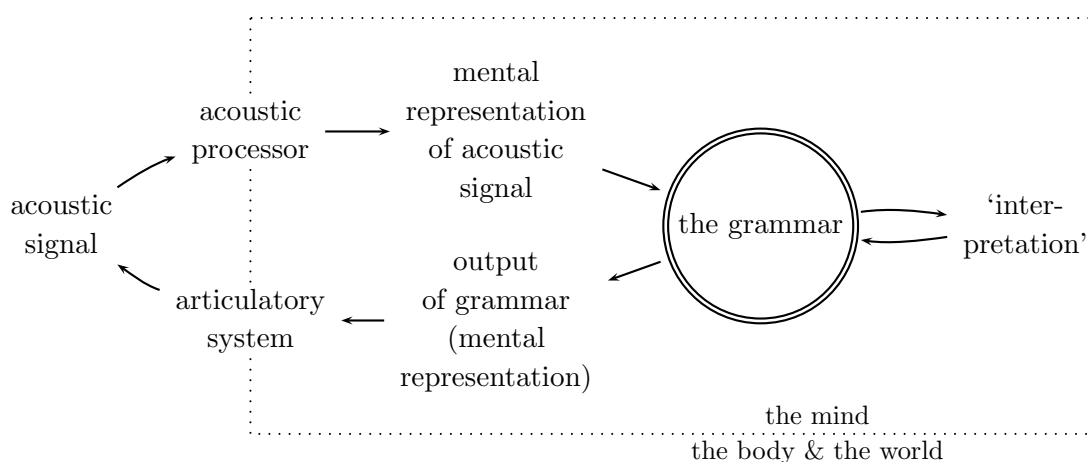 acoustic
signal
acoustic
processor
mental
representation
of acoustic
signal
the grammar
‘inter-
pretation’
output
of grammar
(mental
representation)
articulatory
system
the mind
the body & the world